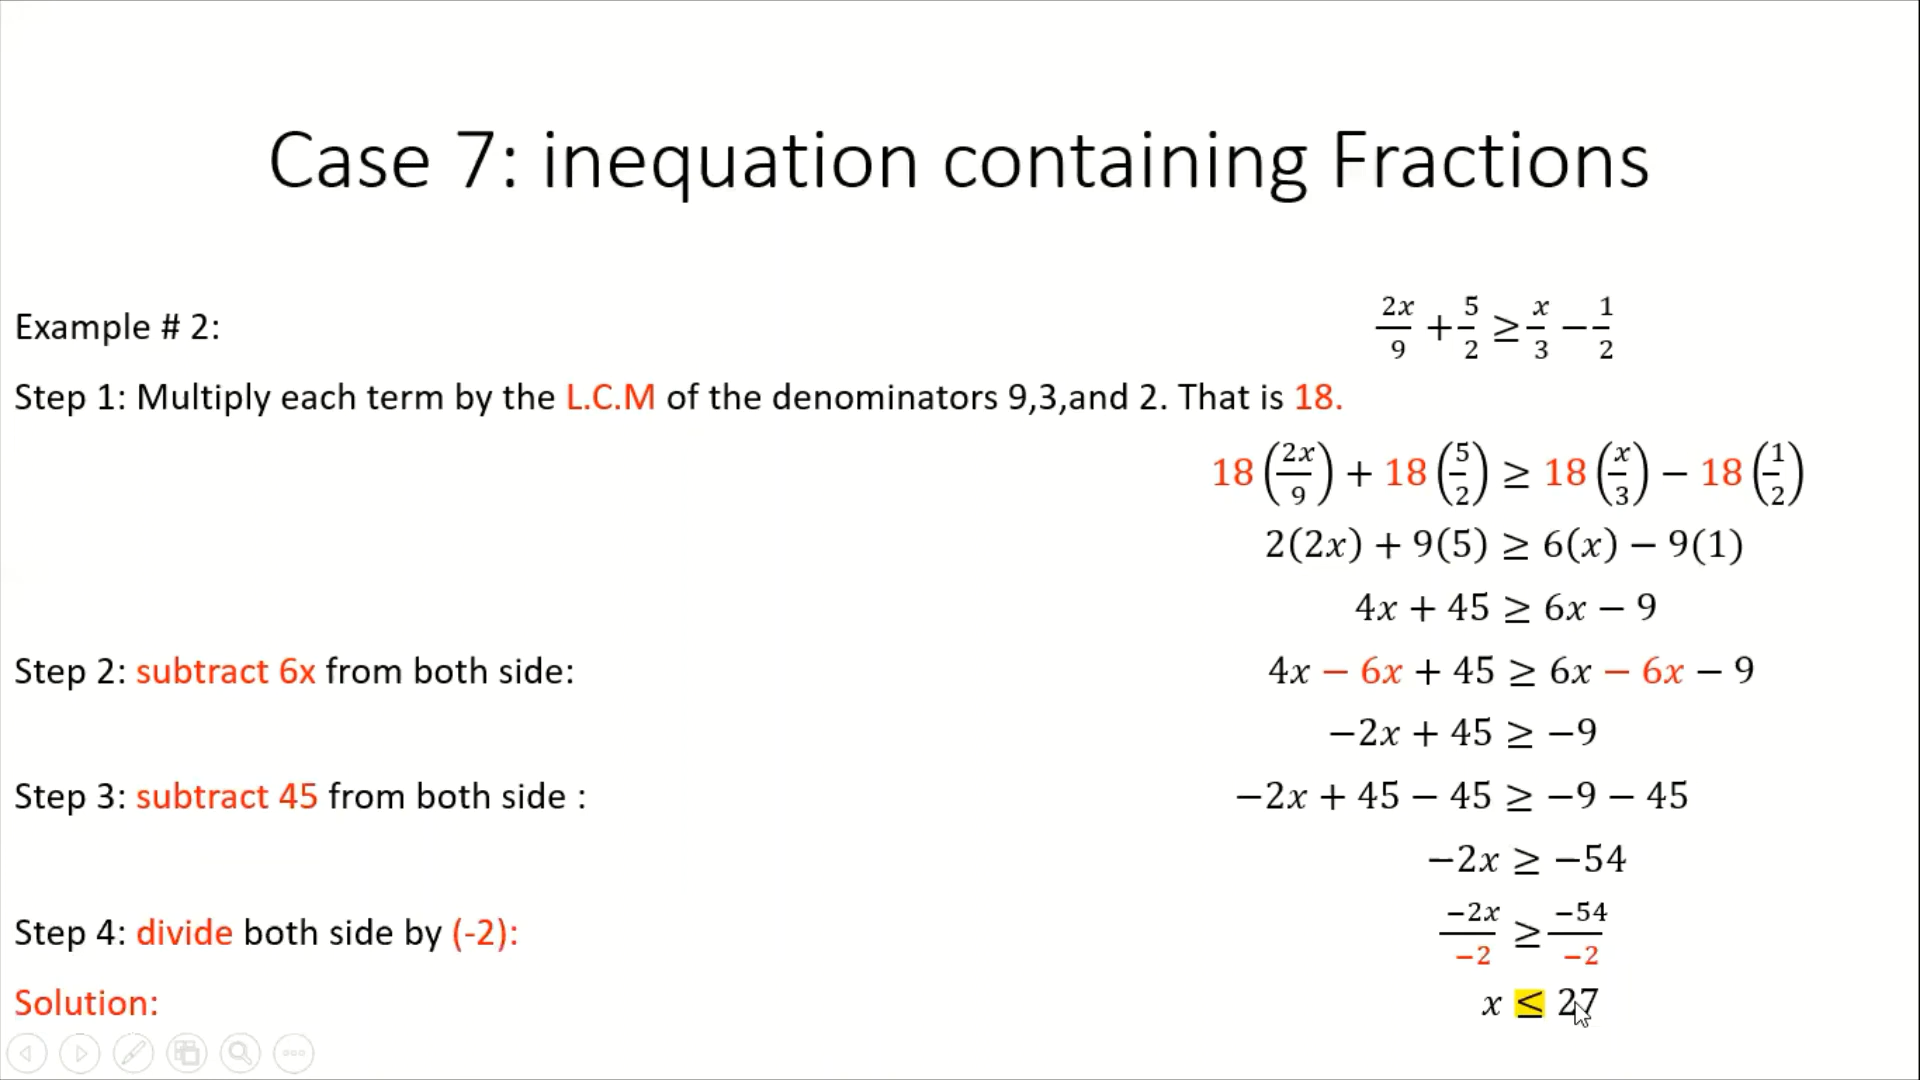 Case 7: inequation containing Fractions
Example # 2: 2x/9 + 5/2 ≥ x/3 − 1/2
Step 1: Multiply each term by the L.C.M of the denominators 9,3,and 2. That is 18.
18(2x/9) + 18(5/2) ≥ 18(x/3) − 18(1/2)
2(2x) + 9(5) ≥ 6(x) − 9(1)
4x + 45 ≥ 6x − 9
Step 2: subtract 6x from both side: 4x − 6x + 45 ≥ 6x − 6x − 9
−2x + 45 ≥ −9
Step 3: subtract 45 from both side : −2x + 45 − 45 ≥ −9 − 45
−2x ≥ −54
Step 4: divide both side by (-2): −2x/−2 ≥ −54/−2
Solution: x ≤ 27